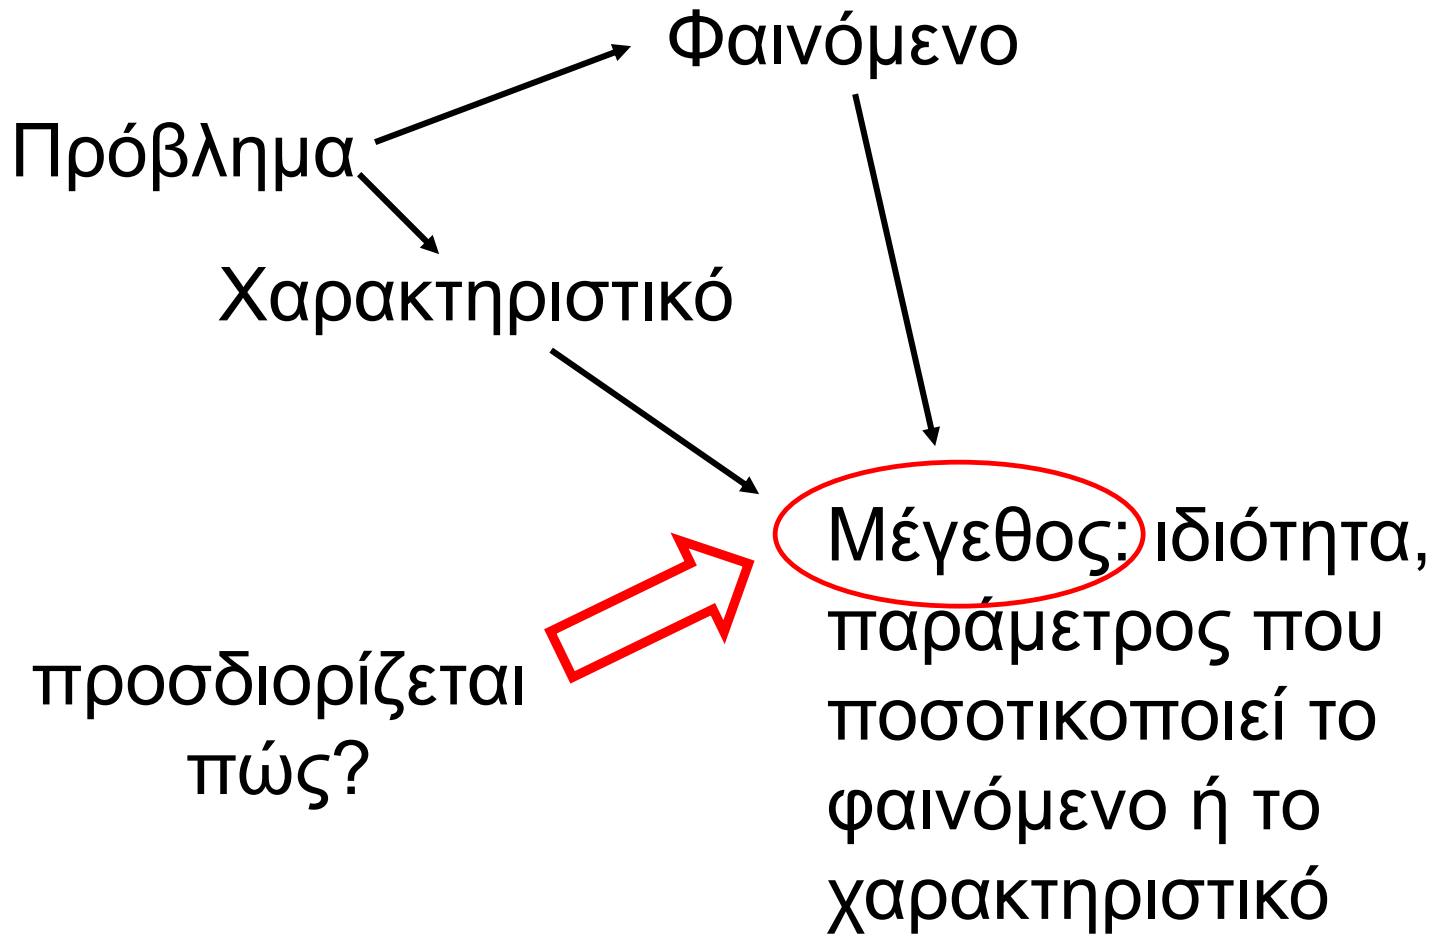 Φαινόμενο
Πρόβλημα
Χαρακτηριστικό
Μέγεθος: ιδιότητα,
παράμετρος που
ποσοτικοποιεί το
φαινόμενο ή το
χαρακτηριστικό
προσδιορίζεται
πώς?